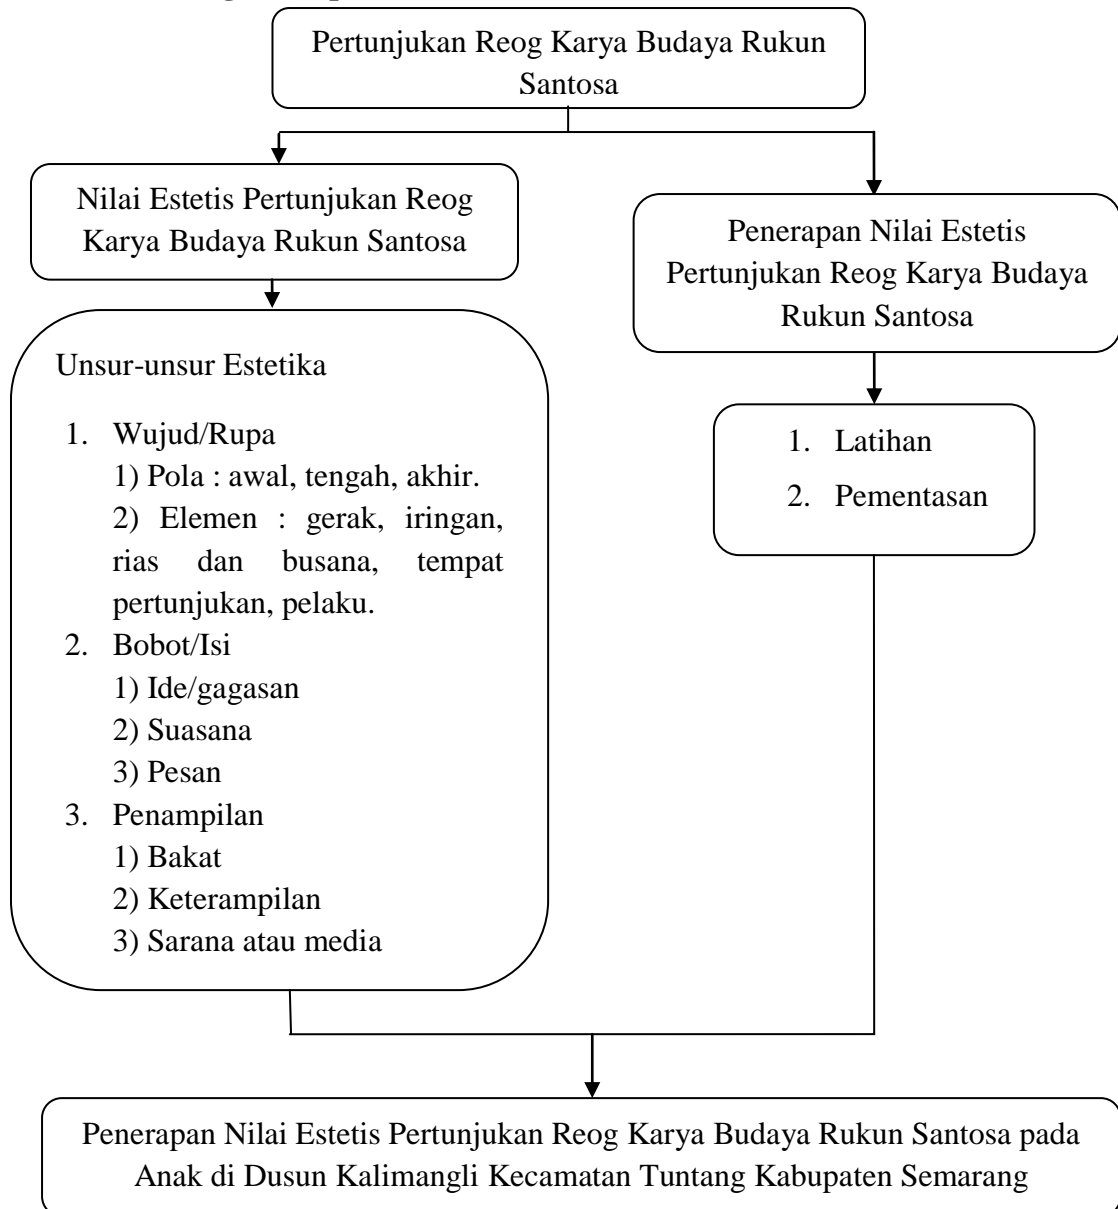 Pertunjukan Reog Karya Budaya Rukun
Santosa
Nilai Estetis Pertunjukan Reog
Karya Budaya Rukun Santosa
Penerapan Nilai Estetis
Pertunjukan Reog Karya Budaya
Rukun Santosa
Unsur-unsur Estetika
1. Wujud/Rupa
1) Pola : awal, tengah, akhir.
2) Elemen : gerak, iringan,
rias dan busana, tempat
pertunjukan, pelaku.
2. Bobot/Isi
1) Ide/gagasan
2) Suasana
3) Pesan
3. Penampilan
1) Bakat
2) Keterampilan
3) Sarana atau media
1. Latihan
2. Pementasan
Penerapan Nilai Estetis Pertunjukan Reog Karya Budaya Rukun Santosa pada
Anak di Dusun Kalimangli Kecamatan Tuntang Kabupaten Semarang